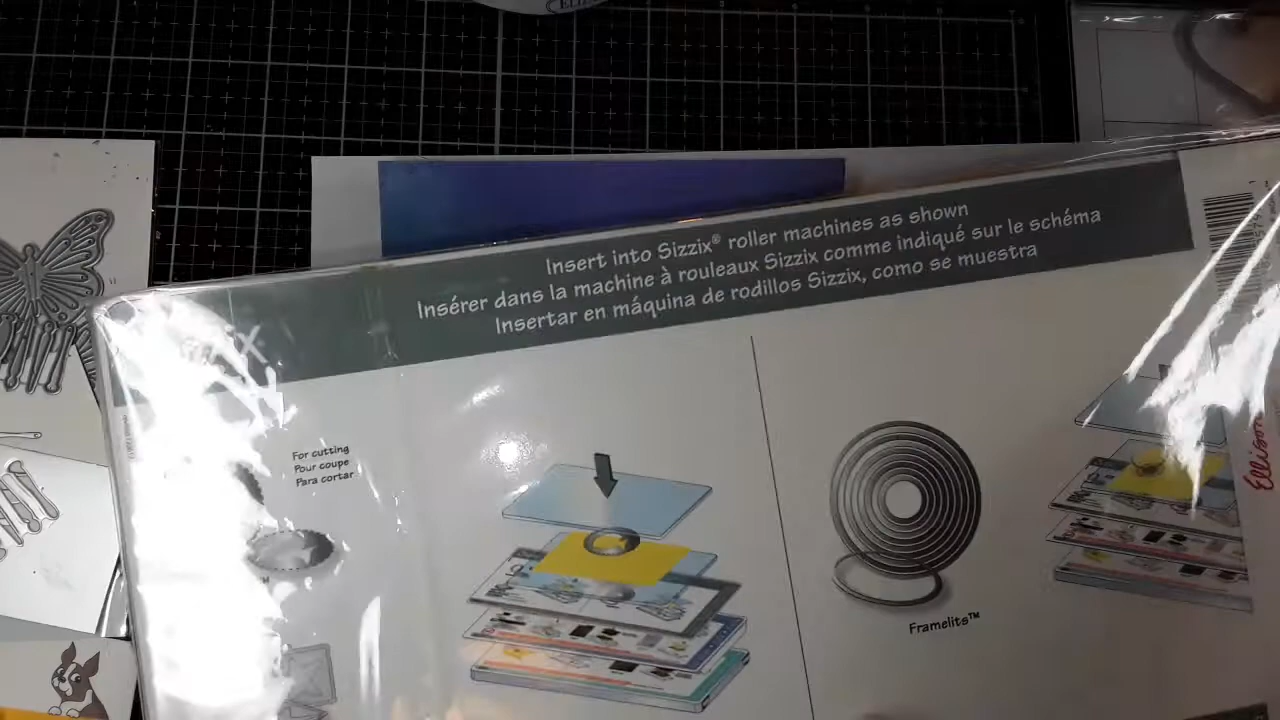 Insert into Sizzix® roller machines as shown
Insérer dans la machine à rouleaux Sizzix comme indiqué sur le schéma
Insertar en máquina de rodillos Sizzix, como se muestra
For cutting
Pour coupe
Para cortar
Framelits™
Ellison